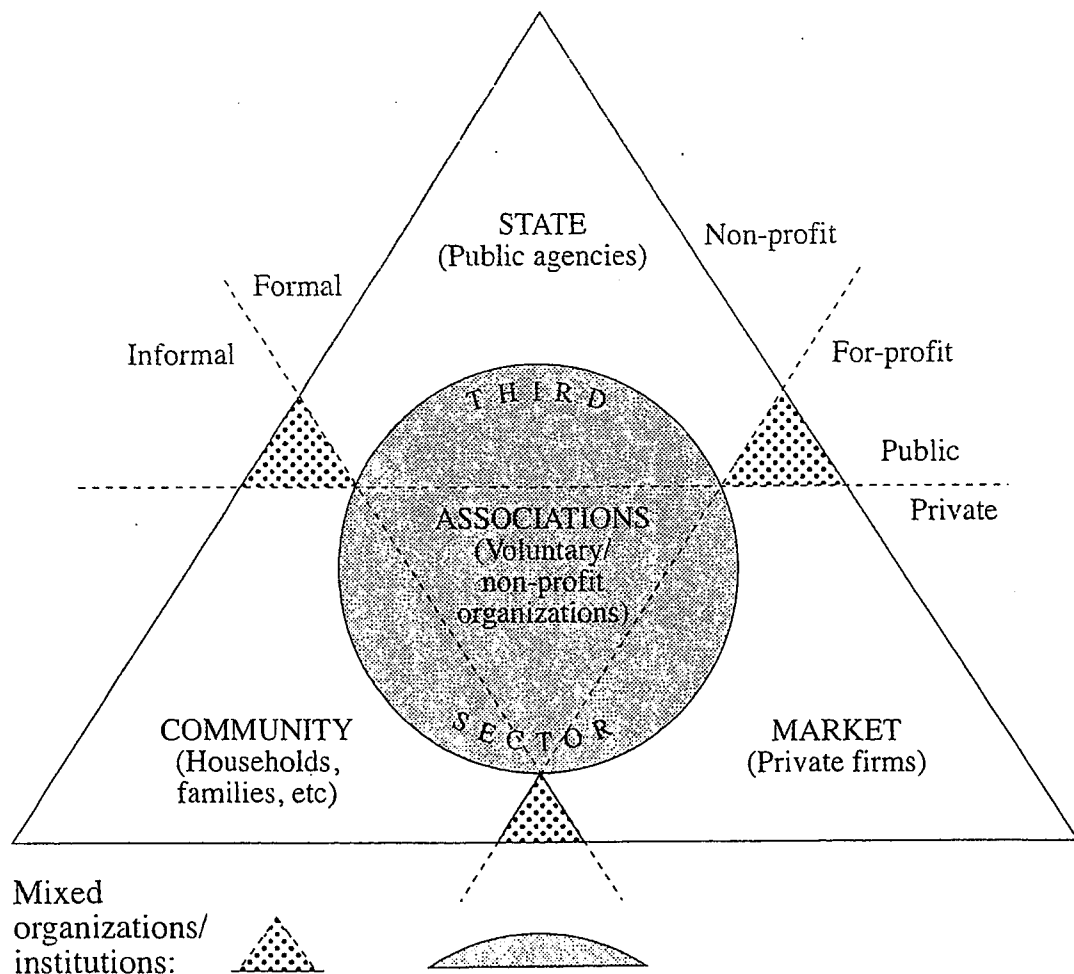 STATE
(Public agencies)
Non-profit
Formal
Informal
For-profit
THIRD
Public
Private
ASSOCIATIONS
(Voluntary/
non-profit
organizations)
SECTOR
COMMUNITY
(Households,
families, etc)
MARKET
(Private firms)
Mixed
organizations/
institutions: